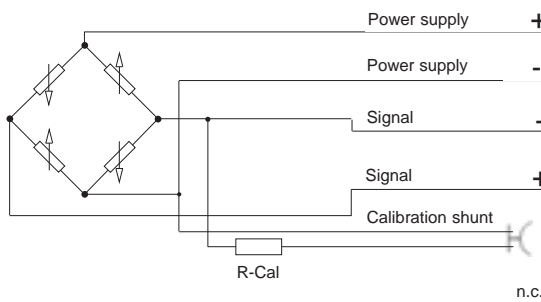 Power supply +
Power supply -
Signal -
Signal +
Calibration shunt
R-Cal
n.c.